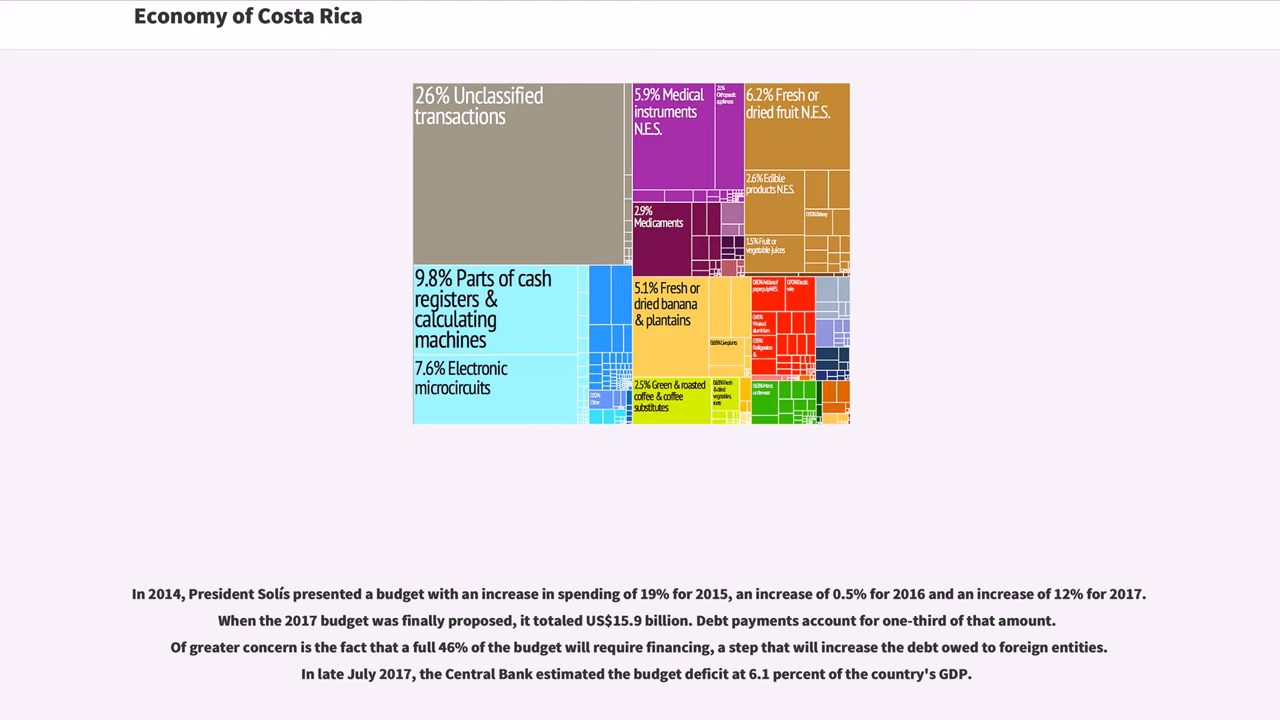 Economy of Costa Rica
26% Unclassified
transactions
5.9% Medical
instruments
N.E.S.
6.2% Fresh or
dried fruit N.E.S.
2.6% Edible
products N.E.S.
2.9%
Medicaments
1.5% Fruit or
vegetable juices
9.8% Parts of cash
registers &
calculating
machines
5.1% Fresh or
dried banana
& plantains
7.6% Electronic
microcircuits
2.5% Green & roasted
coffee & coffee
substitutes
In 2014, President Solís presented a budget with an increase in spending of 19% for 2015, an increase of 0.5% for 2016 and an increase of 12% for 2017.
When the 2017 budget was finally proposed, it totaled US$15.9 billion. Debt payments account for one-third of that amount.
Of greater concern is the fact that a full 46% of the budget will require financing, a step that will increase the debt owed to foreign entities.
In late July 2017, the Central Bank estimated the budget deficit at 6.1 percent of the country's GDP.